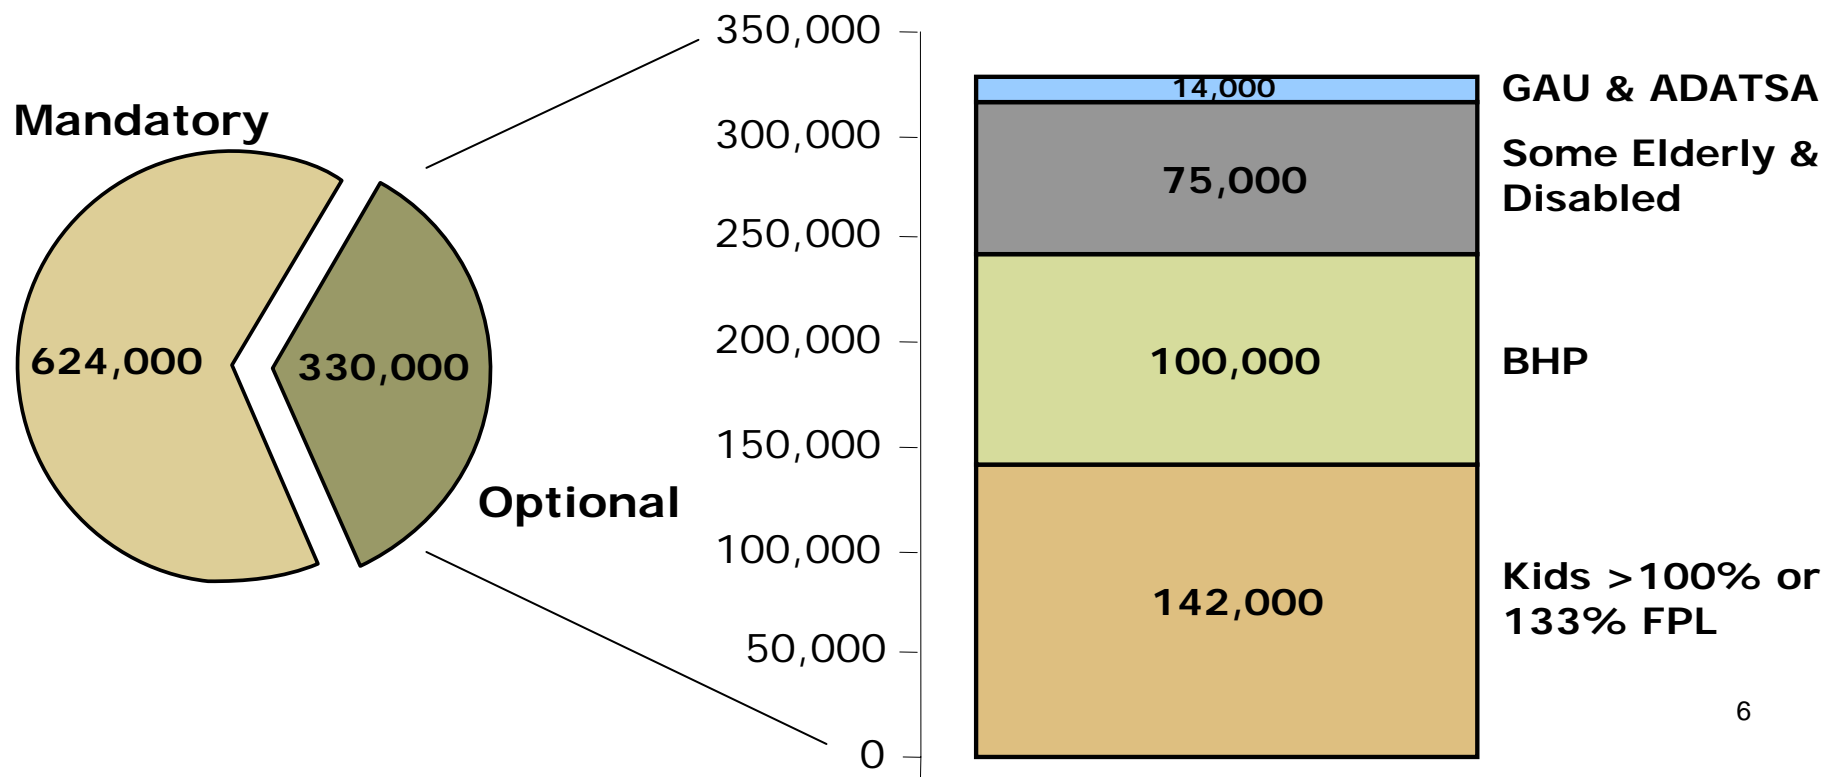 Mandatory
624,000
330,000
Optional
350,000
300,000
250,000
200,000
150,000
100,000
50,000
0
14,000
75,000
100,000
142,000
GAU & ADATSA
Some Elderly &
Disabled
BHP
Kids >100% or
133% FPL
6